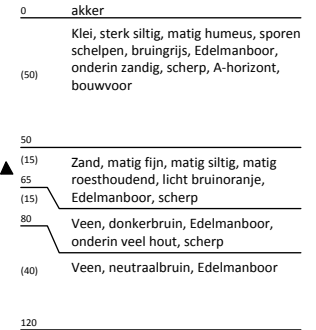 0 akker
Klei, sterk siltig, matig humeus, sporen
schelpen, bruingrijs, Edelmanboor,
onderin zandig, scherp, A-horizont,
(50)
bouwvoor
50
(15)
Zand, matig fijn, matig siltig, matig
65
roesthoudend, licht bruinoranje,
(15)
Edelmanboor, scherp
80
Veen, donkerbruin, Edelmanboor,
onderin veel hout, scherp
(40) Veen, neutraalbruin, Edelmanboor
120